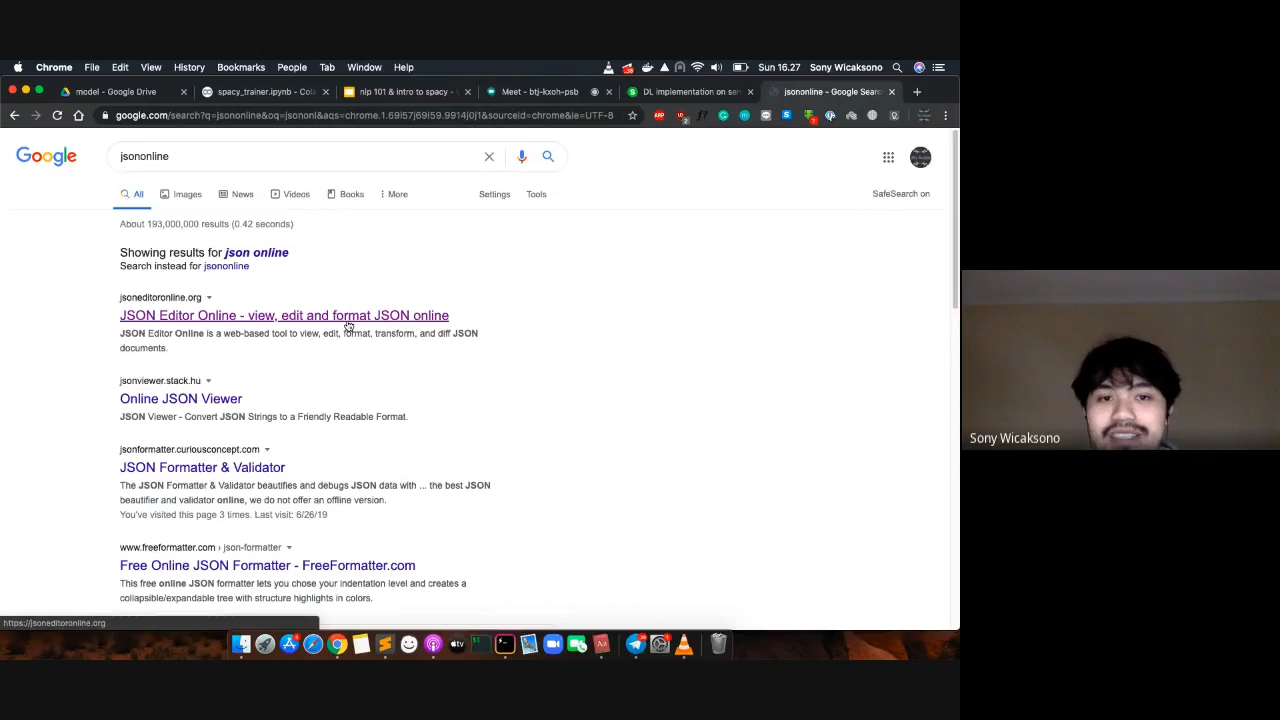 Chrome File Edit View History Bookmarks People Tab Window Help Sun 16.27 Sony Wicaksono
model - Google Drive spacy_trainer.ipynb - Cola nlp 101 & intro to spacy - Meet - btj-kxoh-psb DL implementation on ser jsononline - Google Searc
google.com/search?q=jsononline&oq=jsononl&aqs=chrome.1.69i57j69i59.9914j0j1&sourceid=chrome&ie=UTF-8
Google jsononline
All Images News Videos Books More Settings Tools SafeSearch on
About 193,000,000 results (0.42 seconds)
Showing results for json online
Search instead for jsononline
jsoneditoronline.org
JSON Editor Online - view, edit and format JSON online
JSON Editor Online is a web-based tool to view, edit, format, transform, and diff JSON
documents.
jsonviewer.stack.hu
Online JSON Viewer
JSON Viewer - Convert JSON Strings to a Friendly Readable Format.
jsonformatter.curiousconcept.com
JSON Formatter & Validator
The JSON Formatter & Validator beautifies and debugs JSON data with ... the best JSON
beautifier and validator online, we do not offer an offline version.
You've visited this page 3 times. Last visit: 6/26/19
www.freeformatter.com › json-formatter
Free Online JSON Formatter - FreeFormatter.com
This free online JSON formatter lets you chose your indentation level and creates a
collapsible/expandable tree with structure highlights in colors.
https://jsoneditoronline.org
Sony Wicaksono